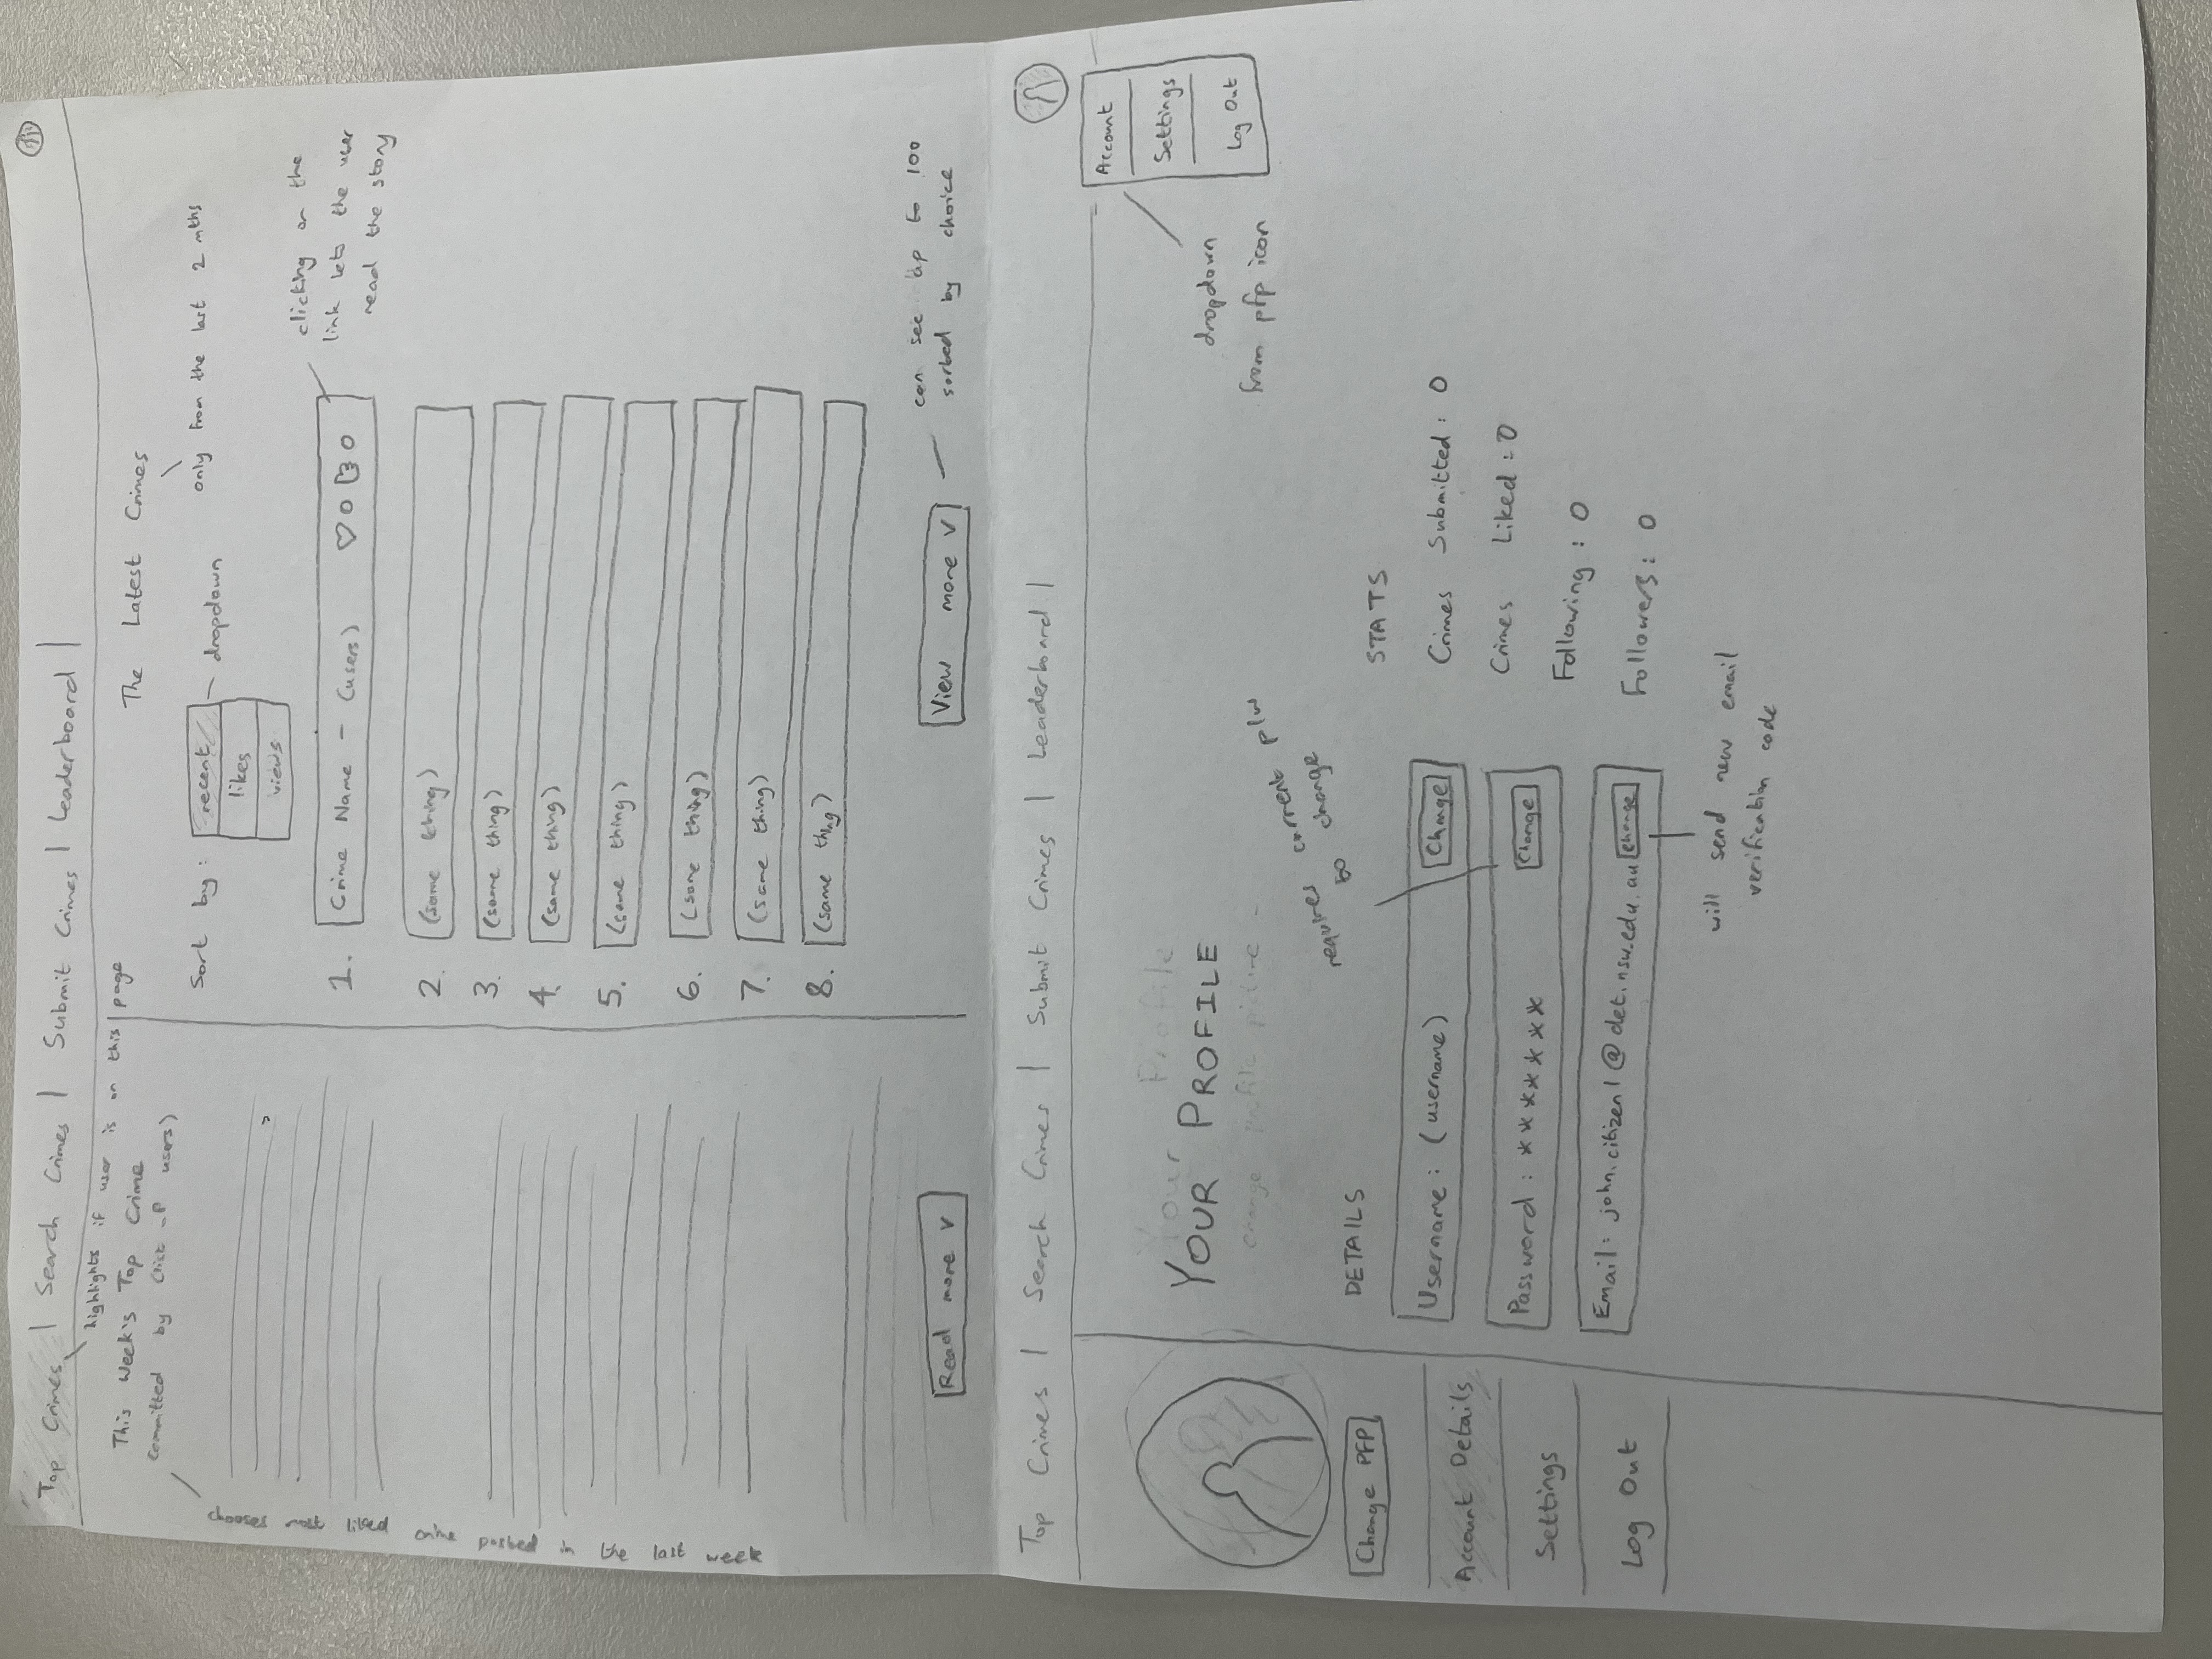 Top Crimes | Search Crimes | Submit Crimes | Leaderboard |
highlights if user is on this page
This Week's Top Crime
committed by (list of users)
chooses most liked online posted in the last week
Read more v
The Latest Crimes
only from the last 2 mths
Sort by:
recent
likes
views
dropdown
1. Crime Name - (users) 0 0
clicking on the
link lets the user
read the story
2. (same thing)
3. (same thing)
4. (same thing)
5. (same thing)
6. (same thing)
7. (same thing)
8. (same thing)
View more v
can see up to 100
sorted by choice
Top Crimes | Search Crimes | Submit Crimes | Leaderboard |
Account
Settings
Log Out
dropdown
from pfp icon
Change PFP
Account Details
Settings
Log Out
Your Profile
YOUR PROFILE
change profile picture -
requires current p/w
to change
DETAILS
Username: (username) Change
Password: ******* Change
Email: john.citizen1@det.nsw.edu.au change
will send new email
verification code
STATS
Crimes Submitted: 0
Crimes Liked: 0
Following: 0
Followers: 0